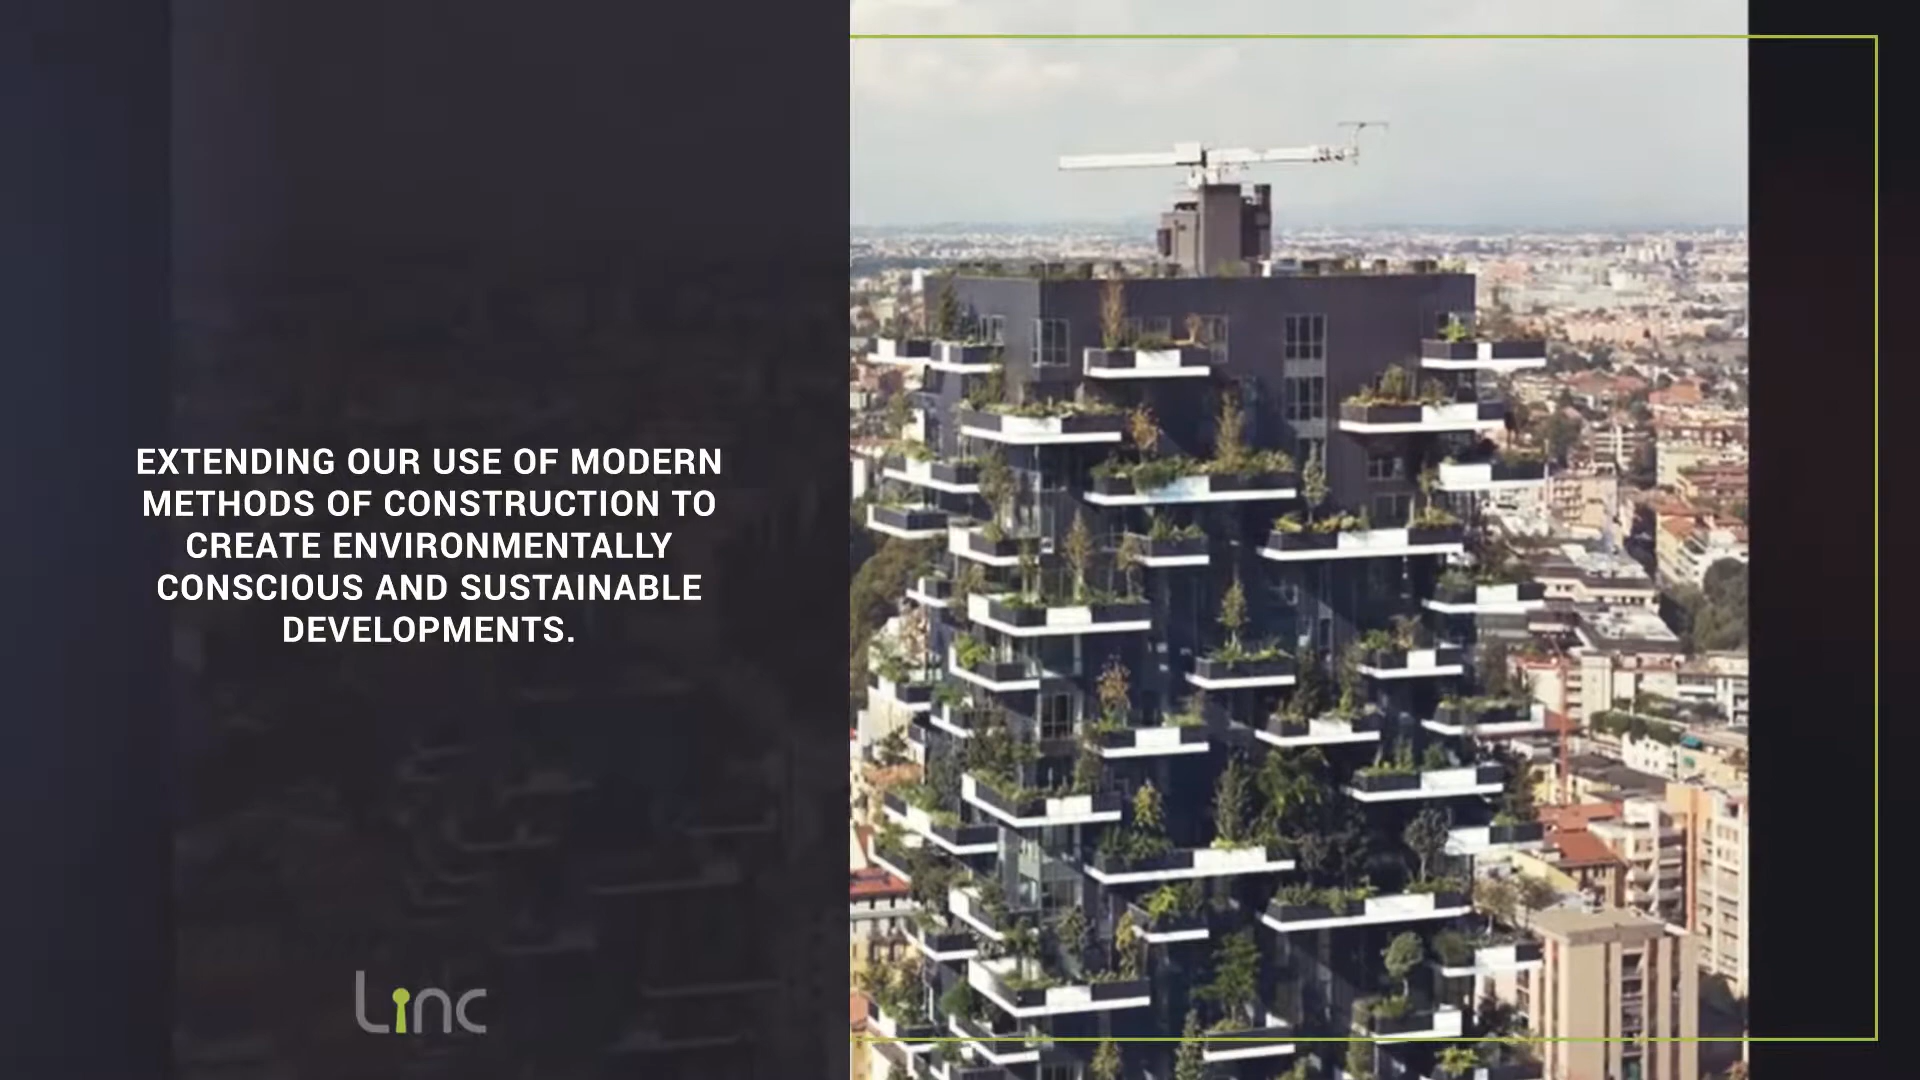 EXTENDING OUR USE OF MODERN
METHODS OF CONSTRUCTION TO
CREATE ENVIRONMENTALLY
CONSCIOUS AND SUSTAINABLE
DEVELOPMENTS.
Linc